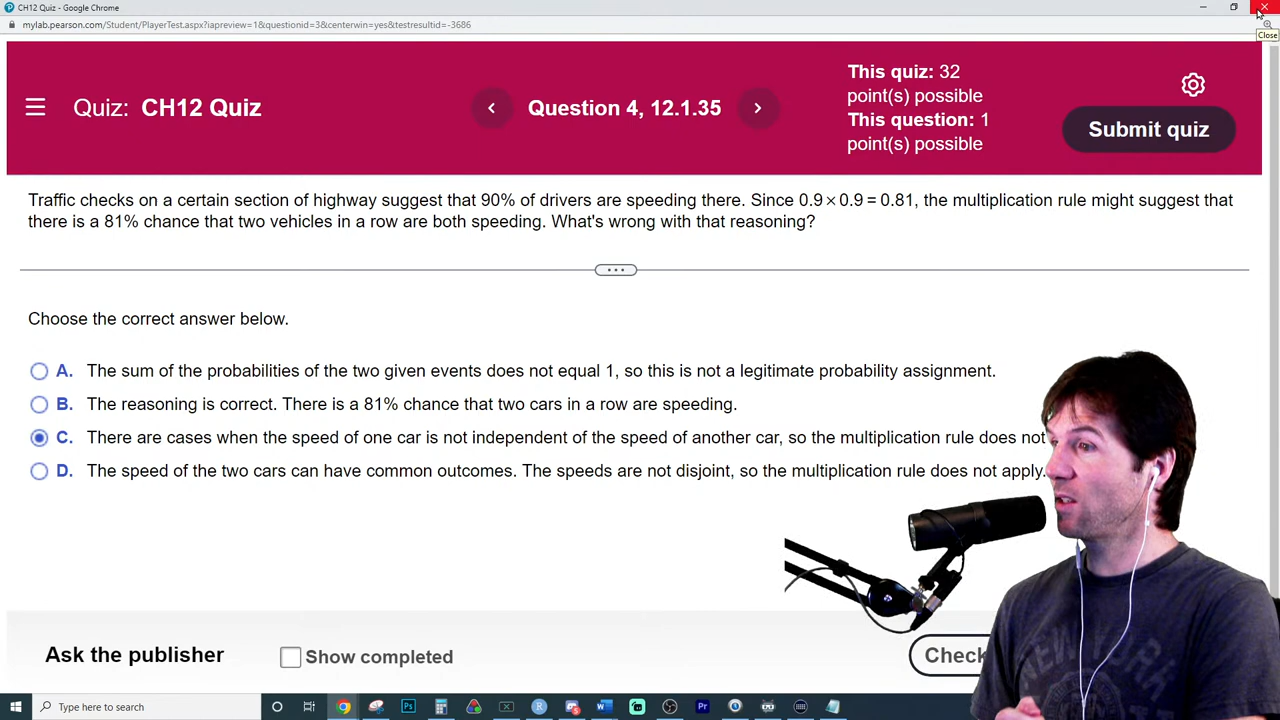 CH12 Quiz - Google Chrome
mylab.pearson.com/Student/PlayerTest.aspx?iapreview=1&questionid=3&centerwin=yes&testresultid=-3686
Close
Quiz: CH12 Quiz
Question 4, 12.1.35
This quiz: 32
point(s) possible
This question: 1
point(s) possible
Submit quiz
Traffic checks on a certain section of highway suggest that 90% of drivers are speeding there. Since 0.9×0.9=0.81, the multiplication rule might suggest that
there is a 81% chance that two vehicles in a row are both speeding. What's wrong with that reasoning?
Choose the correct answer below.
A. The sum of the probabilities of the two given events does not equal 1, so this is not a legitimate probability assignment.
B. The reasoning is correct. There is a 81% chance that two cars in a row are speeding.
C. There are cases when the speed of one car is not independent of the speed of another car, so the multiplication rule does not
D. The speed of the two cars can have common outcomes. The speeds are not disjoint, so the multiplication rule does not apply.
Ask the publisher
Show completed
Check
Type here to search